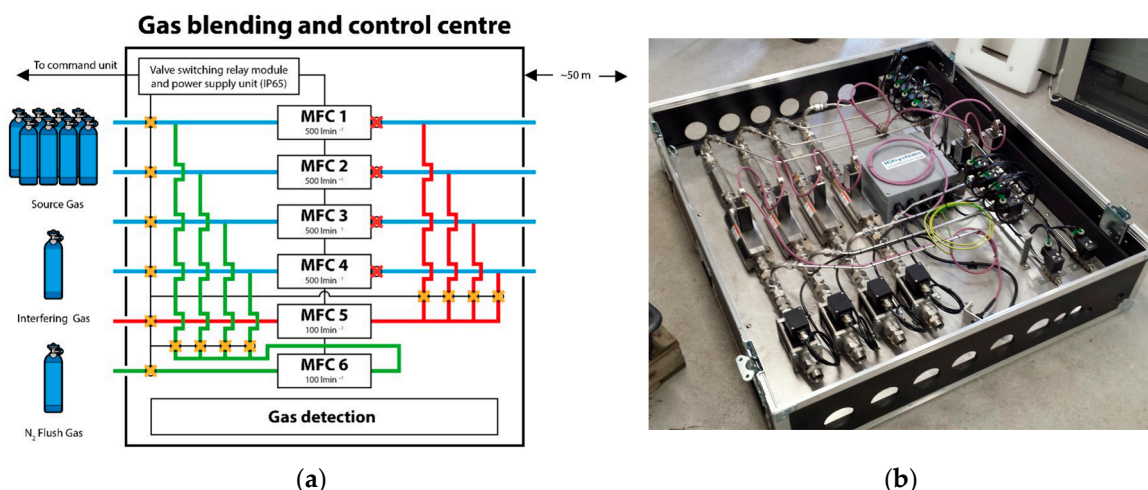 Gas blending and control centre
To command unit
Valve switching relay module
and power supply unit (IP65)
~50 m
MFC 1
500 lmin ⁻¹
MFC 2
500 lmin ⁻¹
MFC 3
500 lmin ⁻¹
MFC 4
500 lmin ⁻¹
MFC 5
100 lmin ⁻¹
MFC 6
100 lmin ⁻¹
Source Gas
Interfering Gas
N₂ Flush Gas
Gas detection
(a)
(b)